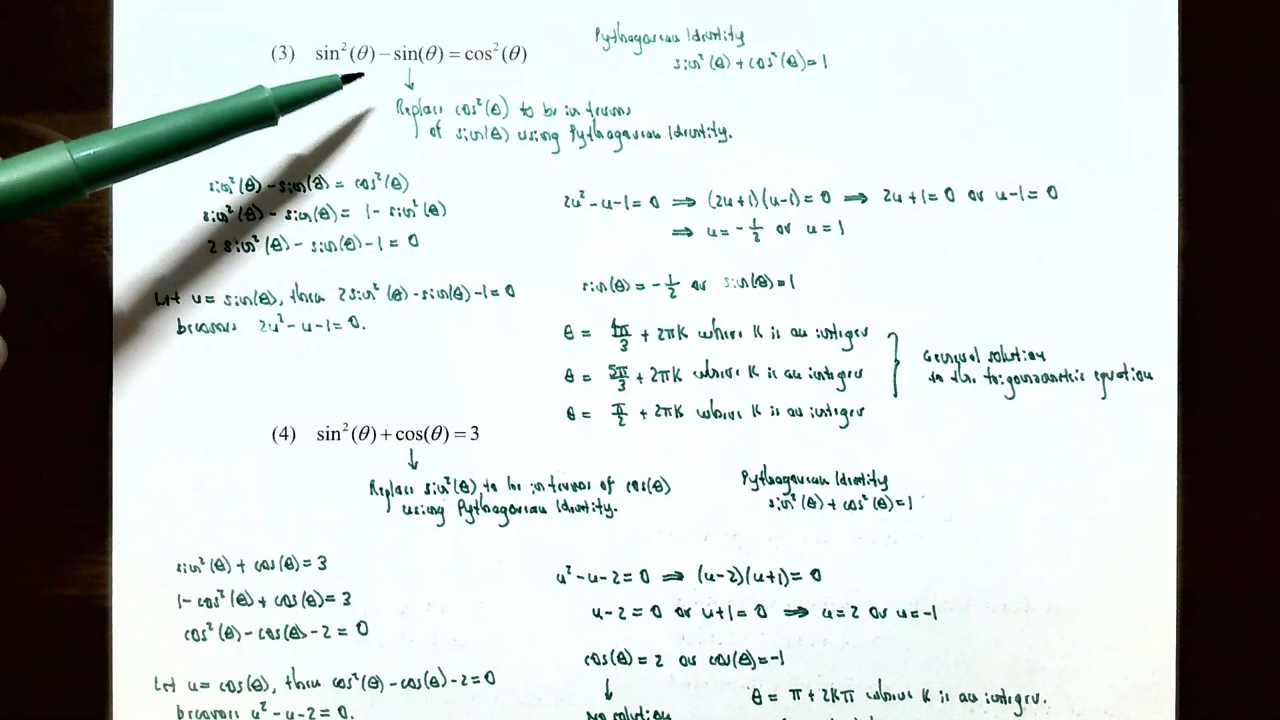 (3) sin²(θ) – sin(θ) = cos²(θ)
Pythagorean Identity
sin²(θ) + cos²(θ) = 1
↓
Replace cos²(θ) to be in terms
of sin(θ) using Pythagorean Identity.
sin²(θ) - sin(θ) = cos²(θ)
sin²(θ) - sin(θ) = 1 - sin²(θ)
2 sin²(θ) - sin(θ) - 1 = 0
Let u = sin(θ), then 2sin²(θ) - sin(θ) - 1 = 0
becomes 2u² - u - 1 = 0.
2u² - u - 1 = 0 ⟹ (2u+1)(u-1) = 0 ⟹ 2u+1 = 0 or u-1 = 0
⟹ u = -1/2 or u = 1
sin(θ) = -1/2 or sin(θ) = 1
θ = 4π/3 + 2πk where k is an integer
θ = 5π/3 + 2πk where k is an integer
θ = π/2 + 2πk where k is an integer
General solution
to the trigonometric equation
(4) sin²(θ) + cos(θ) = 3
↓
Replace sin²(θ) to be in terms of cos(θ)
using Pythagorean Identity.
Pythagorean Identity
sin²(θ) + cos²(θ) = 1
sin²(θ) + cos(θ) = 3
1 - cos²(θ) + cos(θ) = 3
cos²(θ) - cos(θ) - 2 = 0
Let u = cos(θ), then cos²(θ) - cos(θ) - 2 = 0
becomes u² - u - 2 = 0.
u² - u - 2 = 0 ⟹ (u-2)(u+1) = 0
u-2 = 0 or u+1 = 0 ⟹ u = 2 or u = -1
cos(θ) = 2 or cos(θ) = -1
↓
No solution
θ = π + 2kπ where k is an integer.